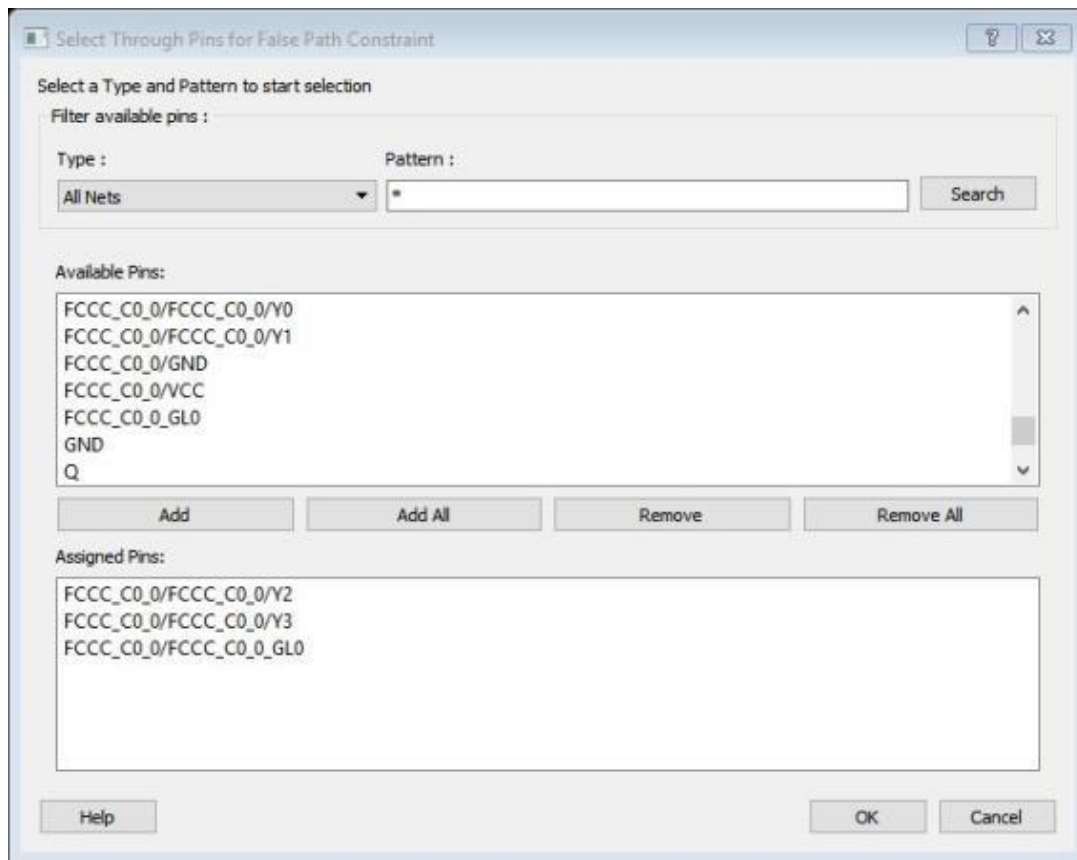 Select Through Pins for False Path Constraint
Select a Type and Pattern to start selection
Filter available pins :
Type :
Pattern :
All Nets
*
Search
Available Pins:
FCCC_C0_0/FCCC_C0_0/Y0
FCCC_C0_0/FCCC_C0_0/Y1
FCCC_C0_0/GND
FCCC_C0_0/VCC
FCCC_C0_0_GL0
GND
Q
Add
Add All
Remove
Remove All
Assigned Pins:
FCCC_C0_0/FCCC_C0_0/Y2
FCCC_C0_0/FCCC_C0_0/Y3
FCCC_C0_0/FCCC_C0_0_GL0
Help
OK
Cancel